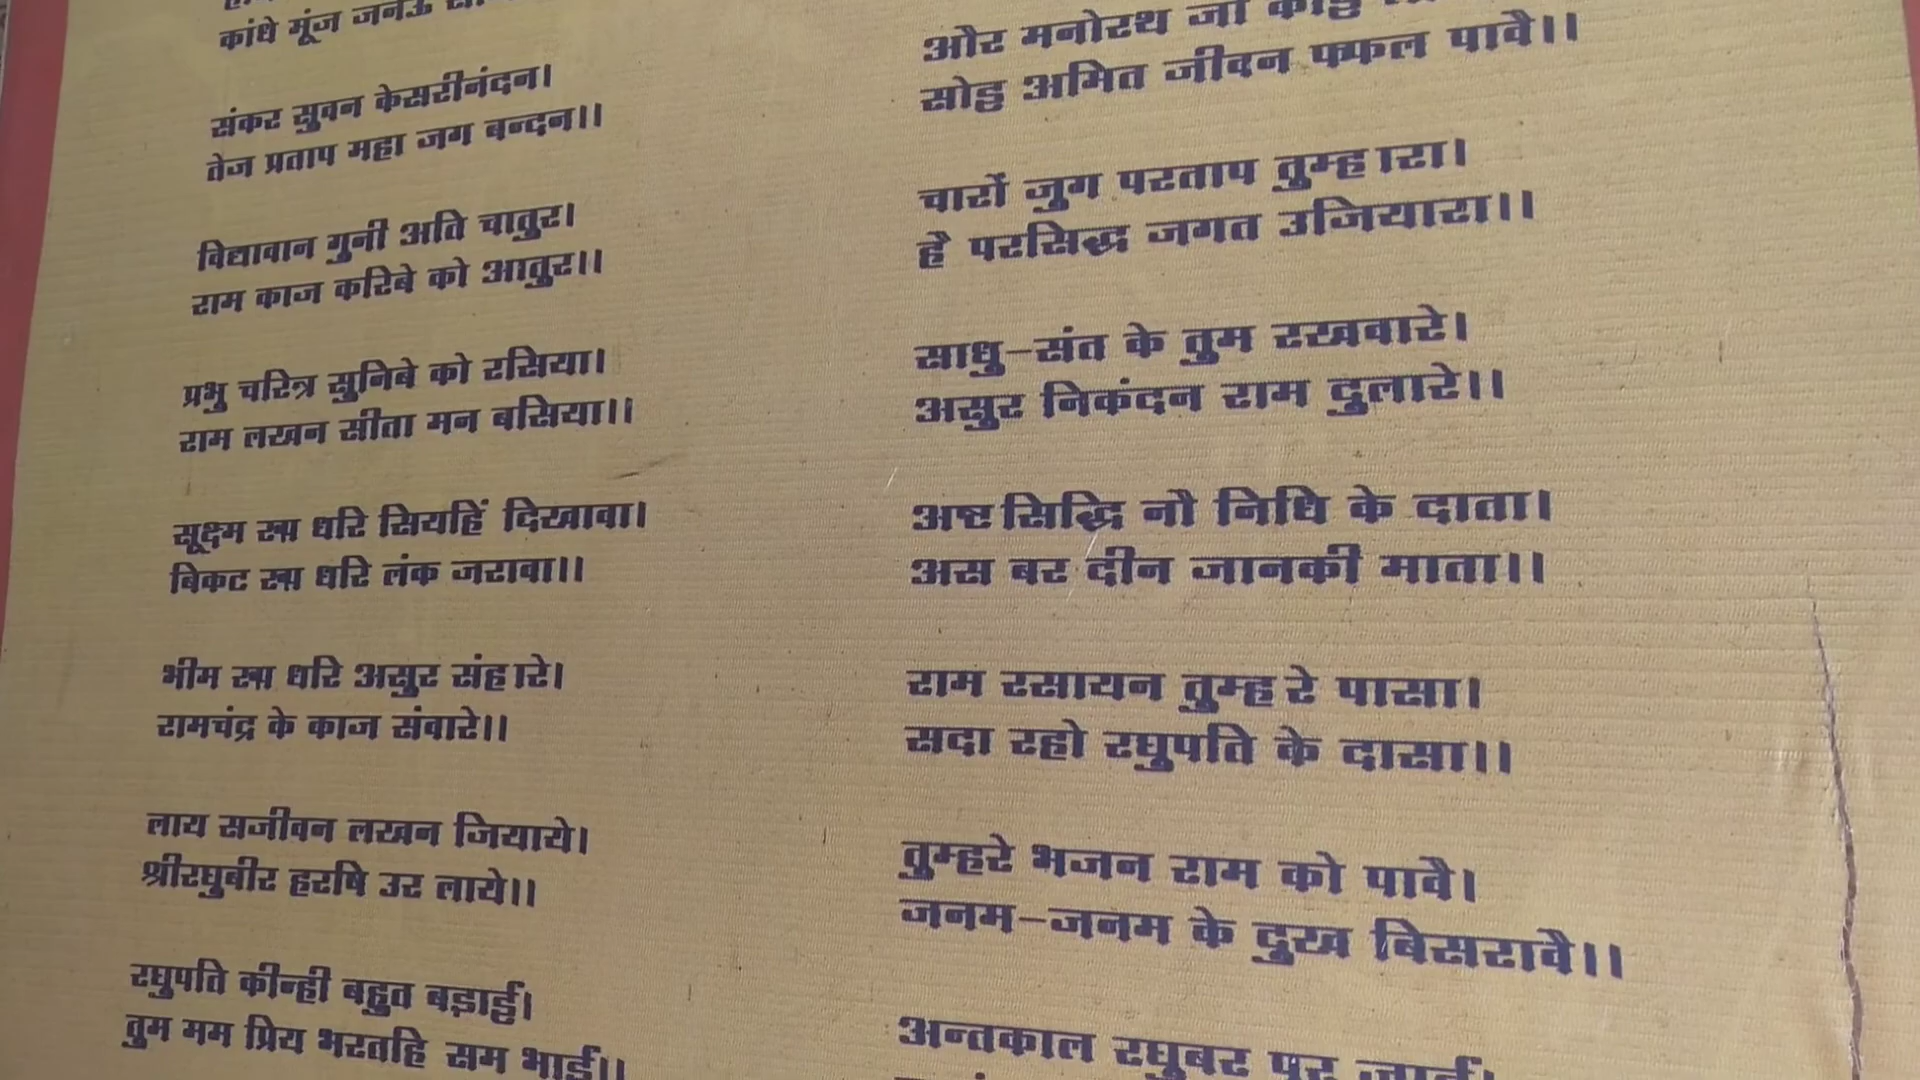 कांधे मूंज जनेऊ
संकर सुवन केसरीनंदन।
तेज प्रताप महा जग बन्दन।।
विद्यावान गुनी अति चातुर।
राम काज करिबे को आतुर।।
प्रभु चरित्र सुनिबे को रसिया।
राम लखन सीता मन बसिया।।
सूक्ष्म रूप धरि सियहिं दिखावा।
बिकट रूप धरि लंक जरावा।।
भीम रूप धरि असुर संहारे।
रामचंद्र के काज संवारे।।
लाय सजीवन लखन जियाये।
श्रीरघुबीर हरषि उर लाये।।
रघुपति कीन्ही बहुत बड़ाई।
तुम मम प्रिय भरतहि सम भाई।।
और मनोरथ जो कोई
सोइ अमित जीवन फ्फल पावै।।
चारों जुग परताप तुम्हारा।
है परसिद्ध जगत उजियारा।।
साधु-संत के तुम रखवारे।
असुर निकंदन राम दुलारे।।
अष्ट सिद्धि नौ निधि के दाता।
अस बर दीन जानकी माता।।
राम रसायन तुम्हरे पासा।
सदा रहो रघुपति के दासा।।
तुम्हरे भजन राम को पावै।
जनम-जनम के दुख बिसरावै।।
अन्तकाल रघुबर पुर जाई।